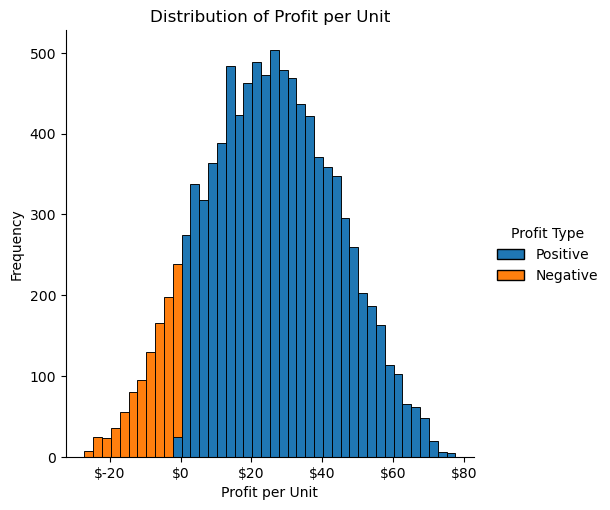 Distribution of Profit per Unit
500
400
300
200
100
0
Frequency
$-20
$0
$20
$40
$60
$80
Profit per Unit
Profit Type
Positive
Negative